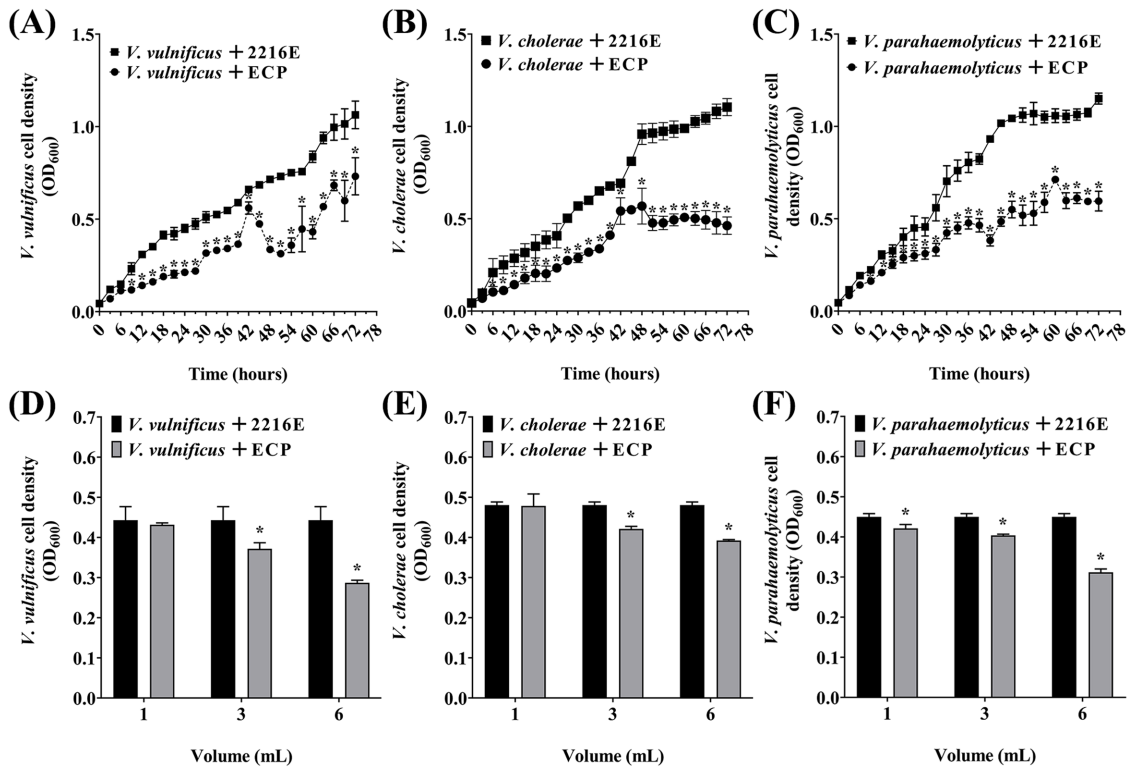 (A)
V. vulnificus cell density
(OD600)
1.5
1.0
0.5
0.0
V. vulnificus + 2216E
V. vulnificus + ECP
* * * * * * * * * * * * * * * * * * * * *
0 6 12 18 24 30 36 42 48 54 60 66 72 78
Time (hours)
(B)
V. cholerae cell density
(OD600)
1.5
1.0
0.5
0.0
V. cholerae + 2216E
V. cholerae + ECP
* * * * * * * * * * * * * * * * * * * * * *
0 6 12 18 24 30 36 42 48 54 60 66 72 78
Time (hours)
(C)
V. parahaemolyticus cell
density (OD600)
1.5
1.0
0.5
0.0
V. parahaemolyticus + 2216E
V. parahaemolyticus + ECP
* * * * * * * * * * * * * * * * * * * * *
0 6 12 18 24 30 36 42 48 54 60 66 72 78
Time (hours)
(D)
V. vulnificus cell density
(OD600)
0.7
0.6
0.5
0.4
0.3
0.2
0.1
0.0
V. vulnificus + 2216E
V. vulnificus + ECP
* *
1 3 6
Volume (mL)
(E)
V. cholerae cell density
(OD600)
0.7
0.6
0.5
0.4
0.3
0.2
0.1
0.0
V. cholerae + 2216E
V. cholerae + ECP
* *
1 3 6
Volume (mL)
(F)
V. parahaemolyticus cell
density (OD600)
0.7
0.6
0.5
0.4
0.3
0.2
0.1
0.0
V. parahaemolyticus + 2216E
V. parahaemolyticus + ECP
* * *
1 3 6
Volume (mL)